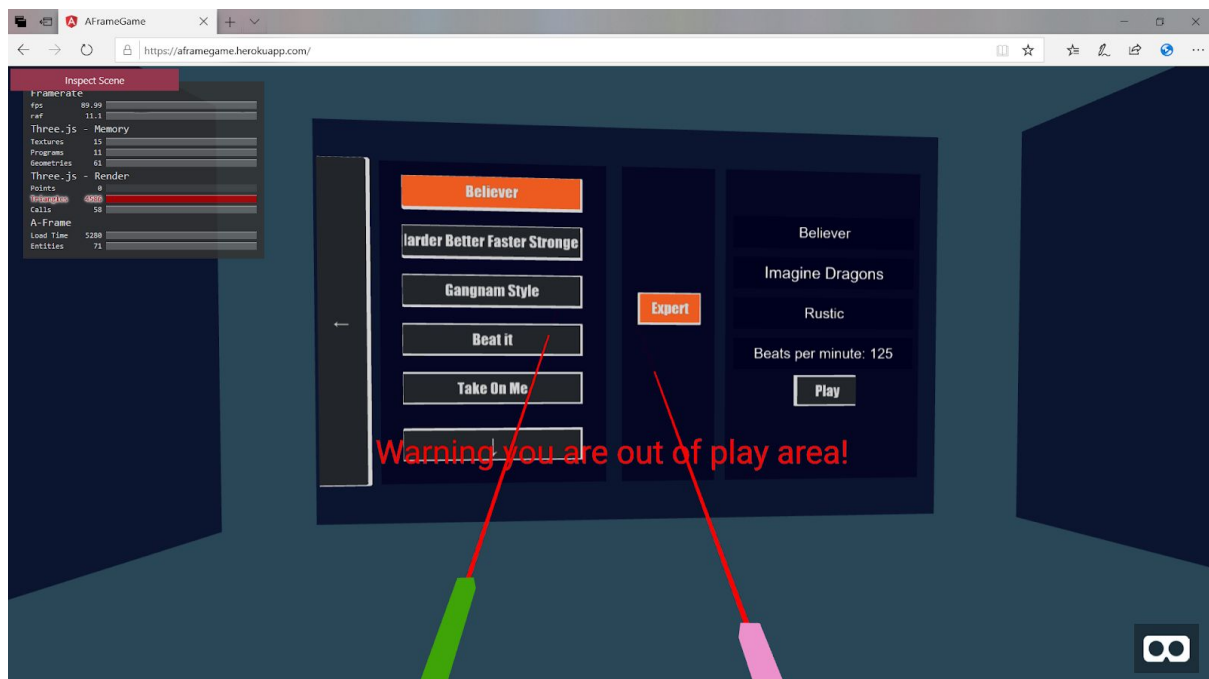 AFrameGame
https://aframegame.herokuapp.com/
Inspect Scene
Framerate
fps 89.99
raf 11.1
Three.js - Memory
Textures 15
Programs 11
Geometries 61
Three.js - Render
Points 0
Triangles 4586
Calls 58
A-Frame
Load Time 5280
Entities 71
←
Believer
larder Better Faster Stronge
Gangnam Style
Beat it
Take On Me
↓
Expert
Believer
Imagine Dragons
Rustic
Beats per minute: 125
Play
Warning you are out of play area!